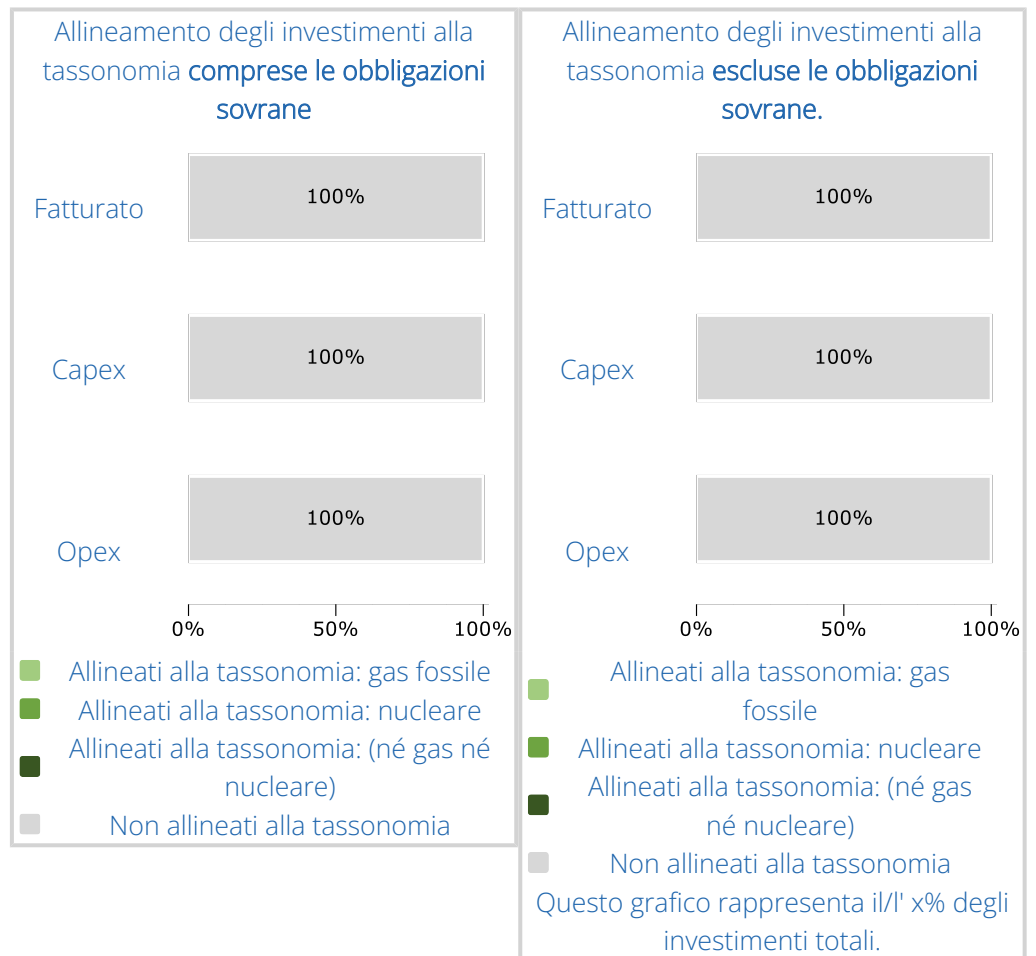 Allineamento degli investimenti alla
tassonomia comprese le obbligazioni
sovrane
Fatturato
100%
Capex
100%
Opex
100%
0% 50% 100%
Allineati alla tassonomia: gas fossile
Allineati alla tassonomia: nucleare
Allineati alla tassonomia: (né gas né
nucleare)
Non allineati alla tassonomia
Allineamento degli investimenti alla
tassonomia escluse le obbligazioni
sovrane.
Fatturato
100%
Capex
100%
Opex
100%
0% 50% 100%
Allineati alla tassonomia: gas
fossile
Allineati alla tassonomia: nucleare
Allineati alla tassonomia: (né gas
né nucleare)
Non allineati alla tassonomia
Questo grafico rappresenta il/l' x% degli
investimenti totali.